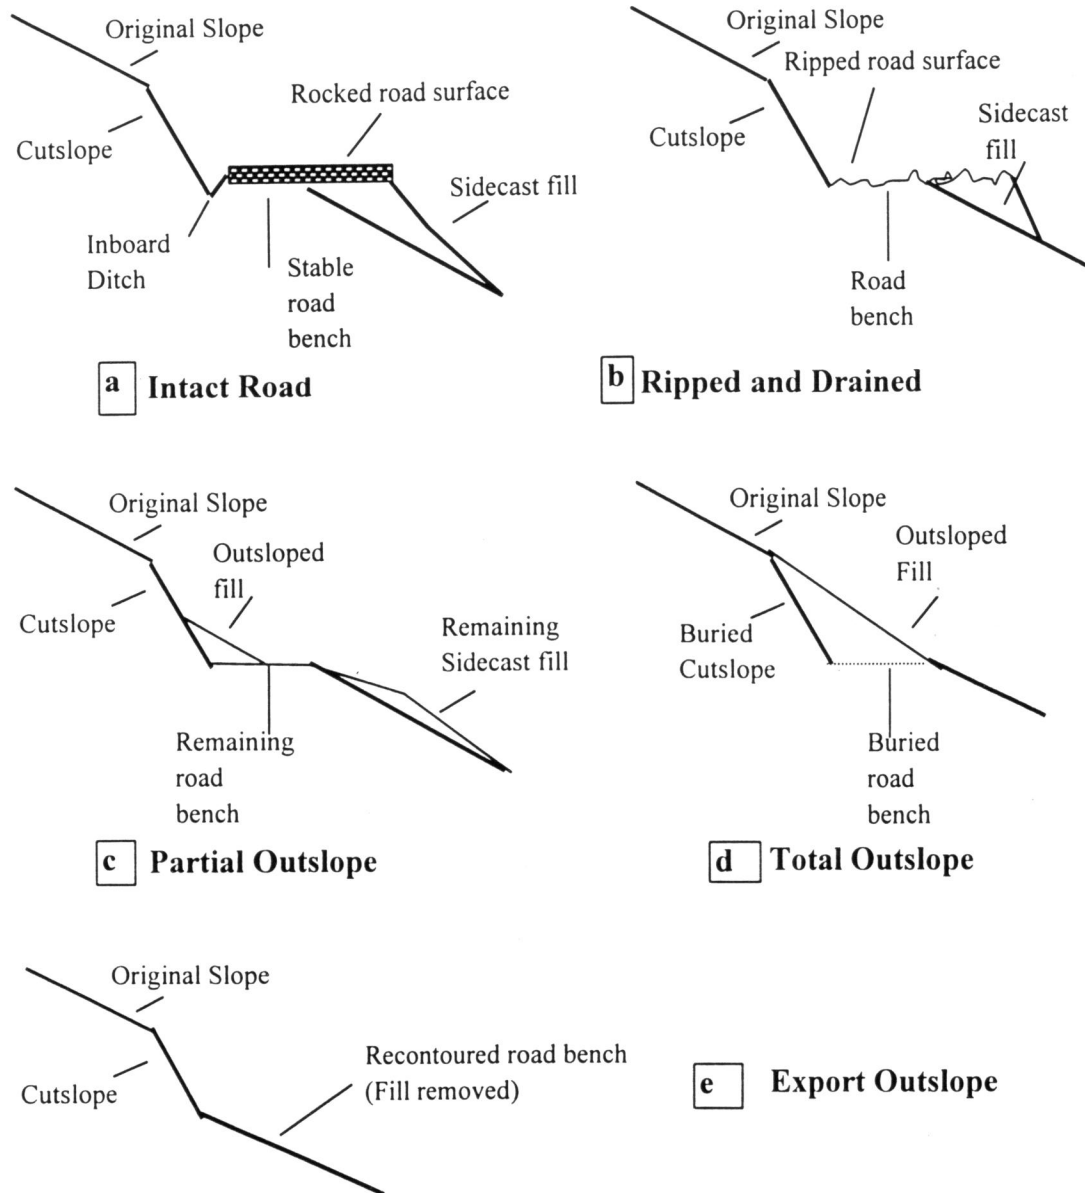 Original Slope
Rocked road surface
Cutslope
Sidecast fill
Inboard
Ditch
Stable
road
bench
a Intact Road
Original Slope
Ripped road surface
Sidecast
fill
Cutslope
Road
bench
b Ripped and Drained
Original Slope
Outsloped
fill
Cutslope
Remaining
Sidecast fill
Remaining
road
bench
c Partial Outslope
Original Slope
Outsloped
Fill
Buried
Cutslope
Buried
road
bench
d Total Outslope
Original Slope
Cutslope
Recontoured road bench
(Fill removed)
e Export Outslope